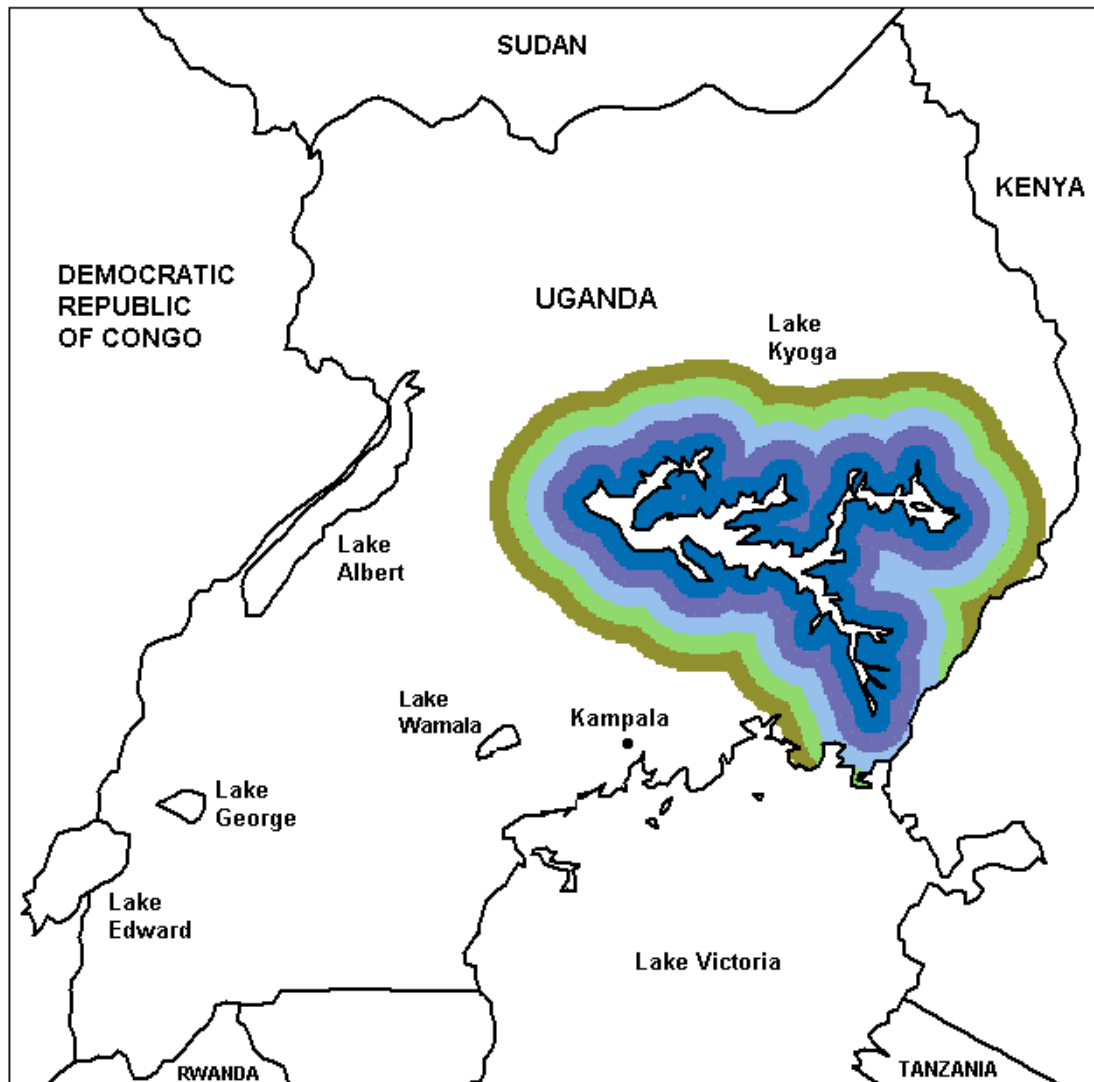 SUDAN
KENYA
DEMOCRATIC
REPUBLIC
OF CONGO
UGANDA
Lake
Kyoga
Lake
Albert
Lake
Wamala
Kampala
Lake
George
Lake
Edward
Lake Victoria
RWANDA
TANZANIA